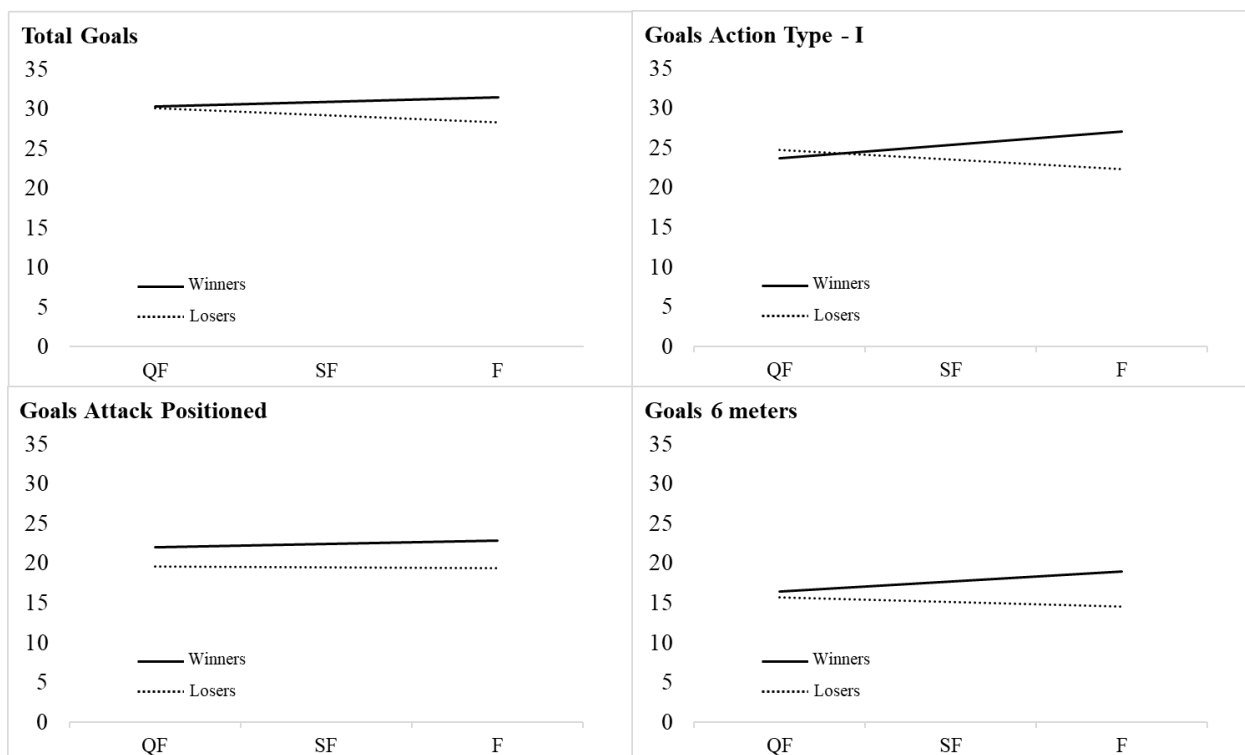 Total Goals
35
30
25
20
15
10
5
0
Winners
Losers
QF SF F
Goals Action Type - I
35
30
25
20
15
10
5
0
Winners
Losers
QF SF F
Goals Attack Positioned
35
30
25
20
15
10
5
0
Winners
Losers
QF SF F
Goals 6 meters
35
30
25
20
15
10
5
0
Winners
Losers
QF SF F